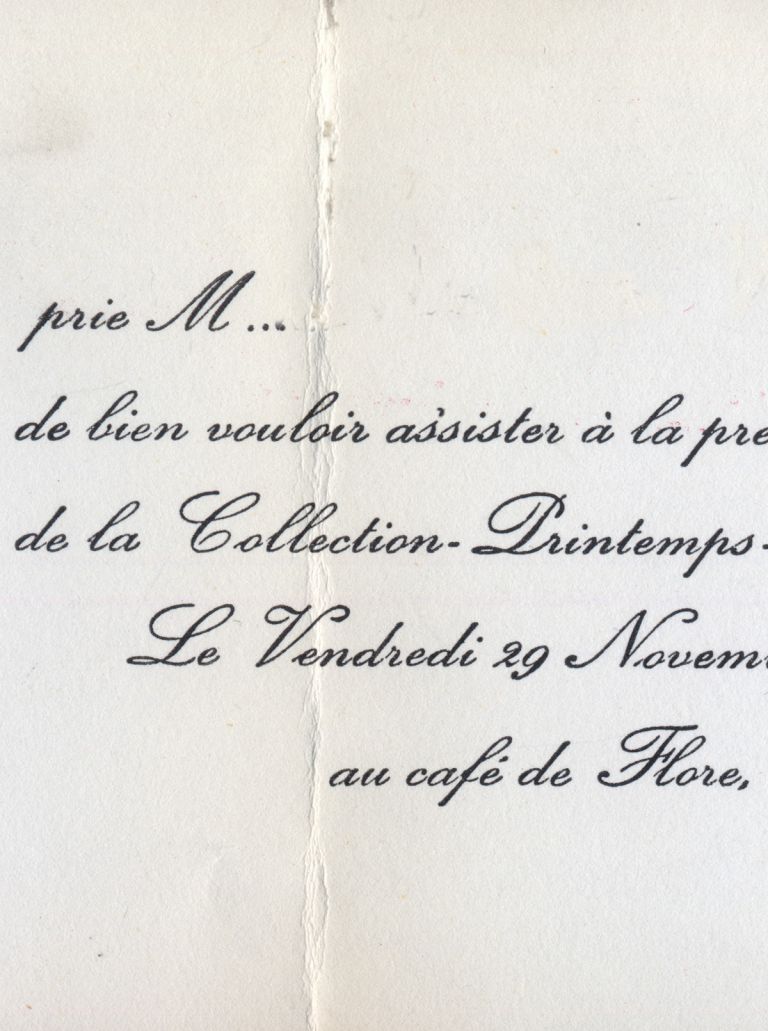 prie M...
de bien vouloir assister à la pre
de la Collection-Printemps-
Le Vendredi 29 Novem
au café de Flore,